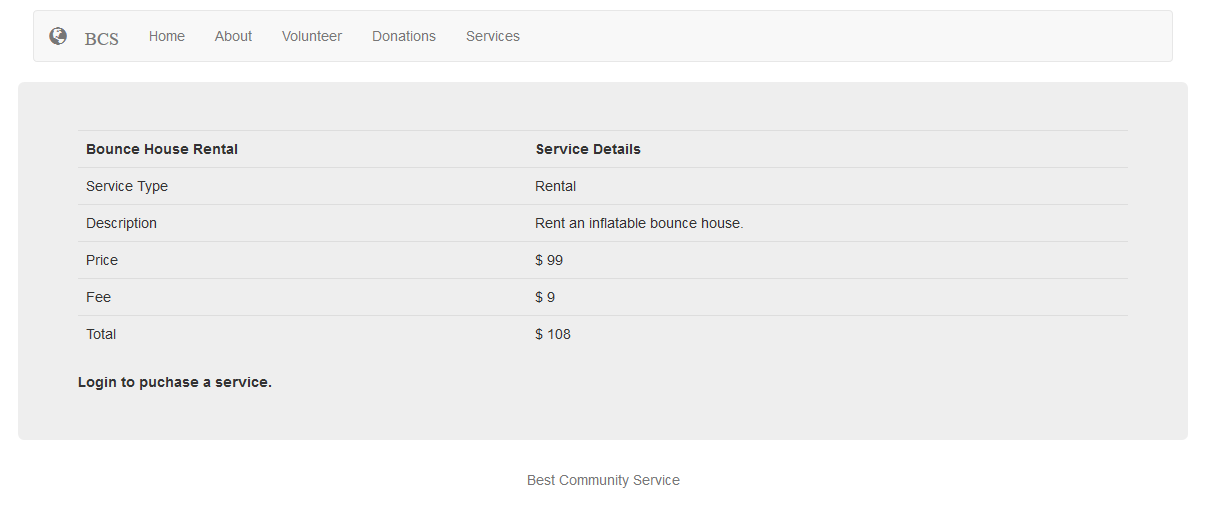 BCS Home About Volunteer Donations Services
Bounce House Rental Service Details
Service Type Rental
Description Rent an inflatable bounce house.
Price $ 99
Fee $ 9
Total $ 108
Login to puchase a service.
Best Community Service